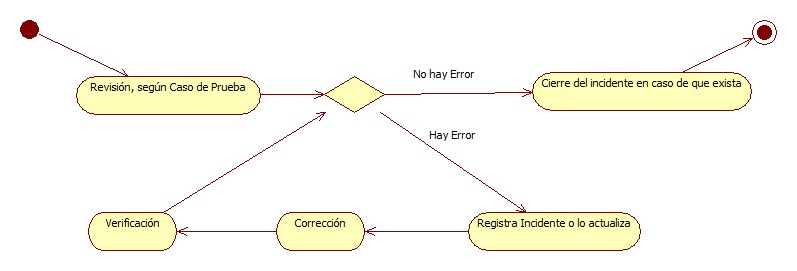 No hay Error
Cierre del incidente en caso de que exista
Revisión, según Caso de Prueba
Hay Error
Verificación
Corrección
Registra Incidente o lo actualiza